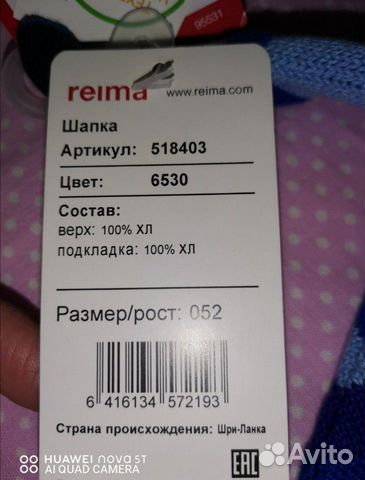 95531
reima
www.reima.com
Шапка
Артикул: 518403
Цвет: 6530
Состав:
верх: 100% ХЛ
подкладка: 100% ХЛ
Размер/рост: 052
6 416134 572193
Страна происхождения: Шри-Ланка
EAC
HUAWEI nova 5T
AI QUAD CAMERA
Avito